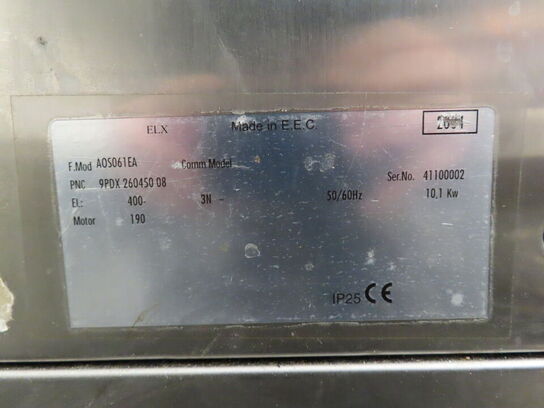 ELX Made in E.E.C. 2004
F.Mod AOS061EA Comm.Model
PNC 9PDX 260450 08 Ser.No. 41100002
EL: 400- 3N ~ 50/60Hz 10,1 Kw
Motor 190
IP25 CE